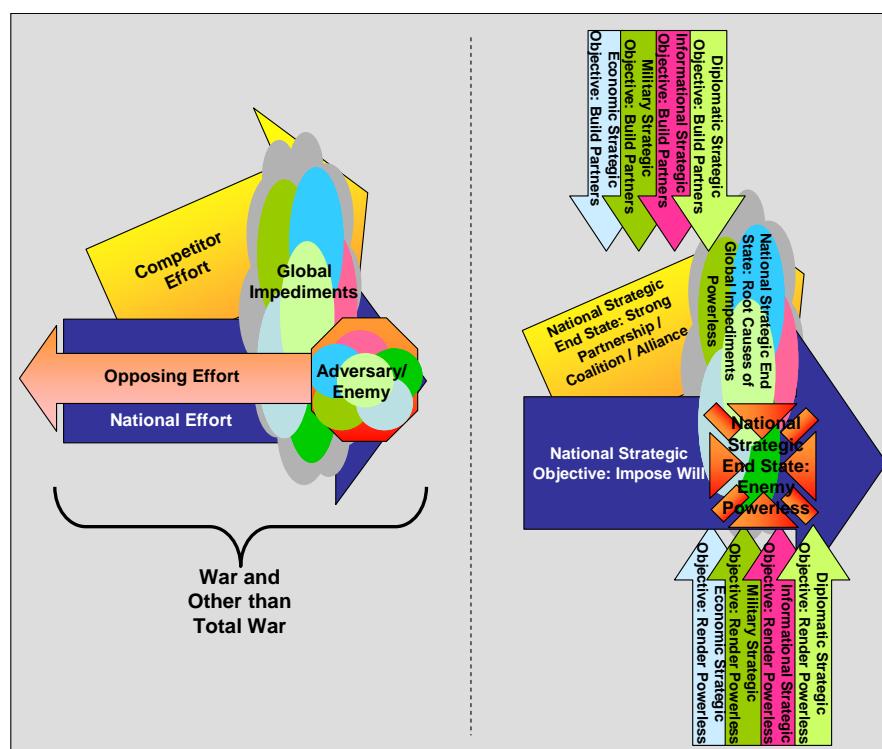 Competitor
Effort
Global
Impediments
Opposing Effort
Adversary/
Enemy
National Effort
War and
Other than
Total War
Economic Strategic
Objective: Build Partners
Military Strategic
Objective: Build Partners
Informational Strategic
Objective: Build Partners
Diplomatic Strategic
Objective: Build Partners
National Strategic
End State: Strong
Partnership /
Coalition / Alliance
National Strategic End
State: Root Causes of
Global Impediments
Powerless
National Strategic
Objective: Impose Will
National
Strategic
End State:
Enemy
Powerless
Economic Strategic
Objective: Render Powerless
Military Strategic
Objective: Render Powerless
Informational Strategic
Objective: Render Powerless
Diplomatic Strategic
Objective: Render Powerless